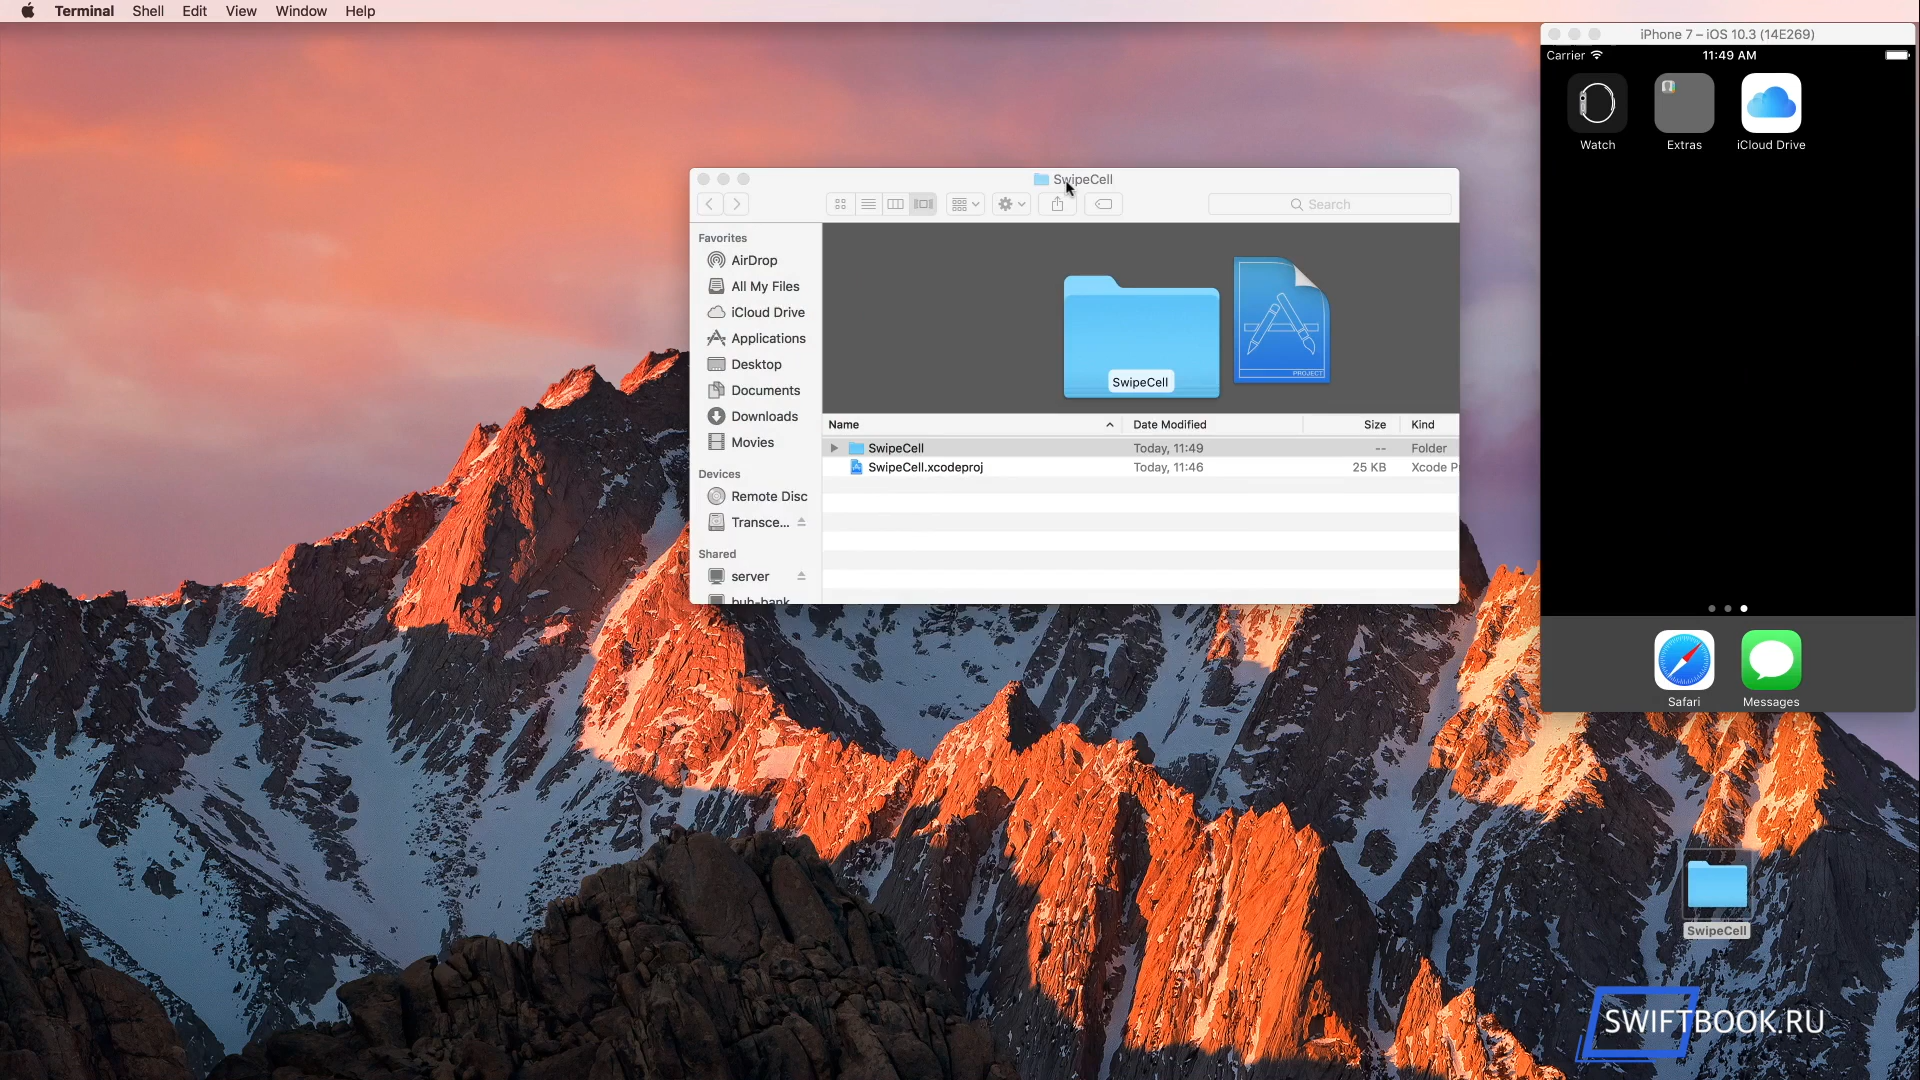 Terminal Shell Edit View Window Help
iPhone 7 – iOS 10.3 (14E269)
Carrier 11:49 AM
Watch Extras iCloud Drive
SwipeCell
Search
Favorites
AirDrop
All My Files
iCloud Drive
Applications
Desktop
Documents
Downloads
Movies
Devices
Remote Disc
Transce...
Shared
server
buh-bank
PROJECT
SwipeCell
Name Date Modified Size Kind
SwipeCell Today, 11:49 -- Folder
SwipeCell.xcodeproj Today, 11:46 25 KB Xcode P
Safari Messages
SwipeCell
SWIFTBOOK.RU